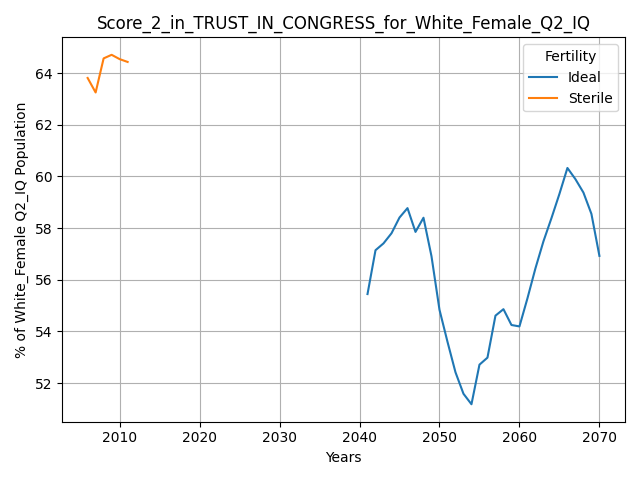 Score_2_in_TRUST_IN_CONGRESS_for_White_Female_Q2_IQ
Fertility
Ideal
Sterile
% of White_Female Q2_IQ Population
64
62
60
58
56
54
52
2010 2020 2030 2040 2050 2060 2070
Years